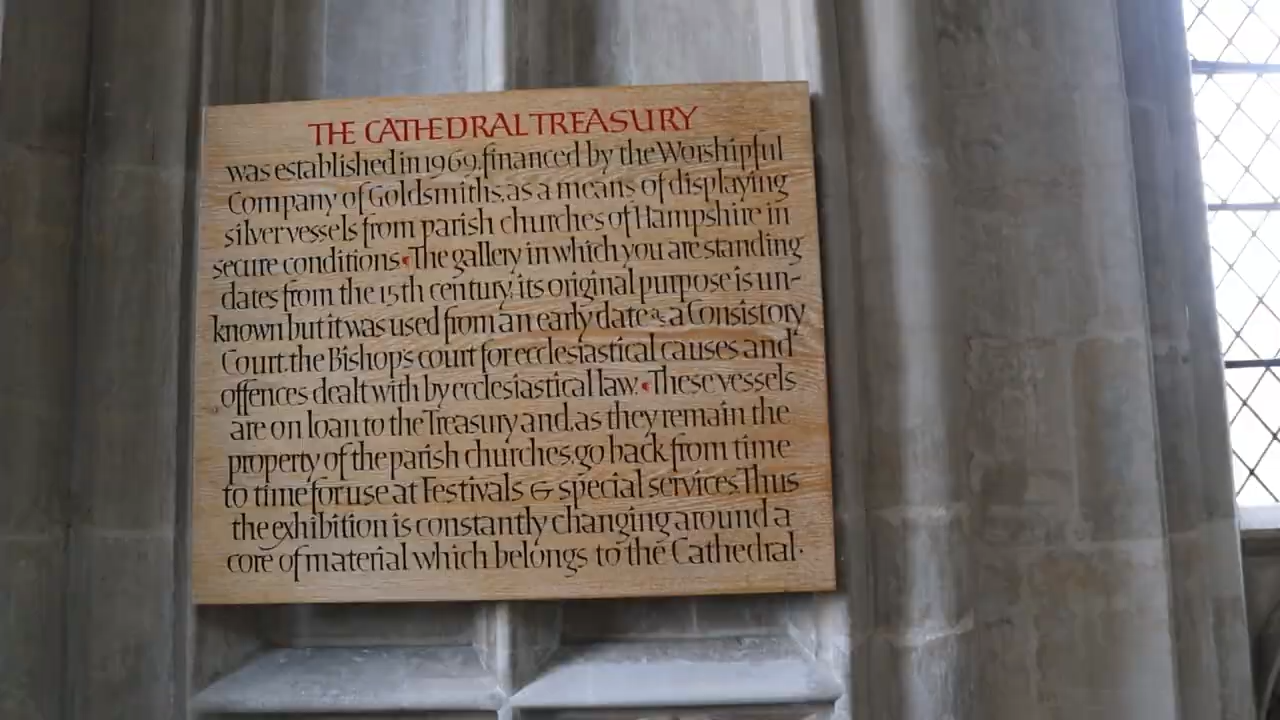 THE CATHEDRAL TREASURY
was established in 1969, financed by the Worshipful
Company of Goldsmiths, as a means of displaying
silver vessels from parish churches of Hampshire in
secure conditions • The gallery in which you are standing
dates from the 15th century, its original purpose is un-
known but it was used from an early date as a Consistory
Court, the Bishop's court for ecclesiastical causes and
offences dealt with by ecclesiastical law. • These vessels
are on loan to the Treasury and, as they remain the
property of the parish churches, go back from time
to time for use at Festivals & special services. Thus
the exhibition is constantly changing around a
core of material which belongs to the Cathedral·